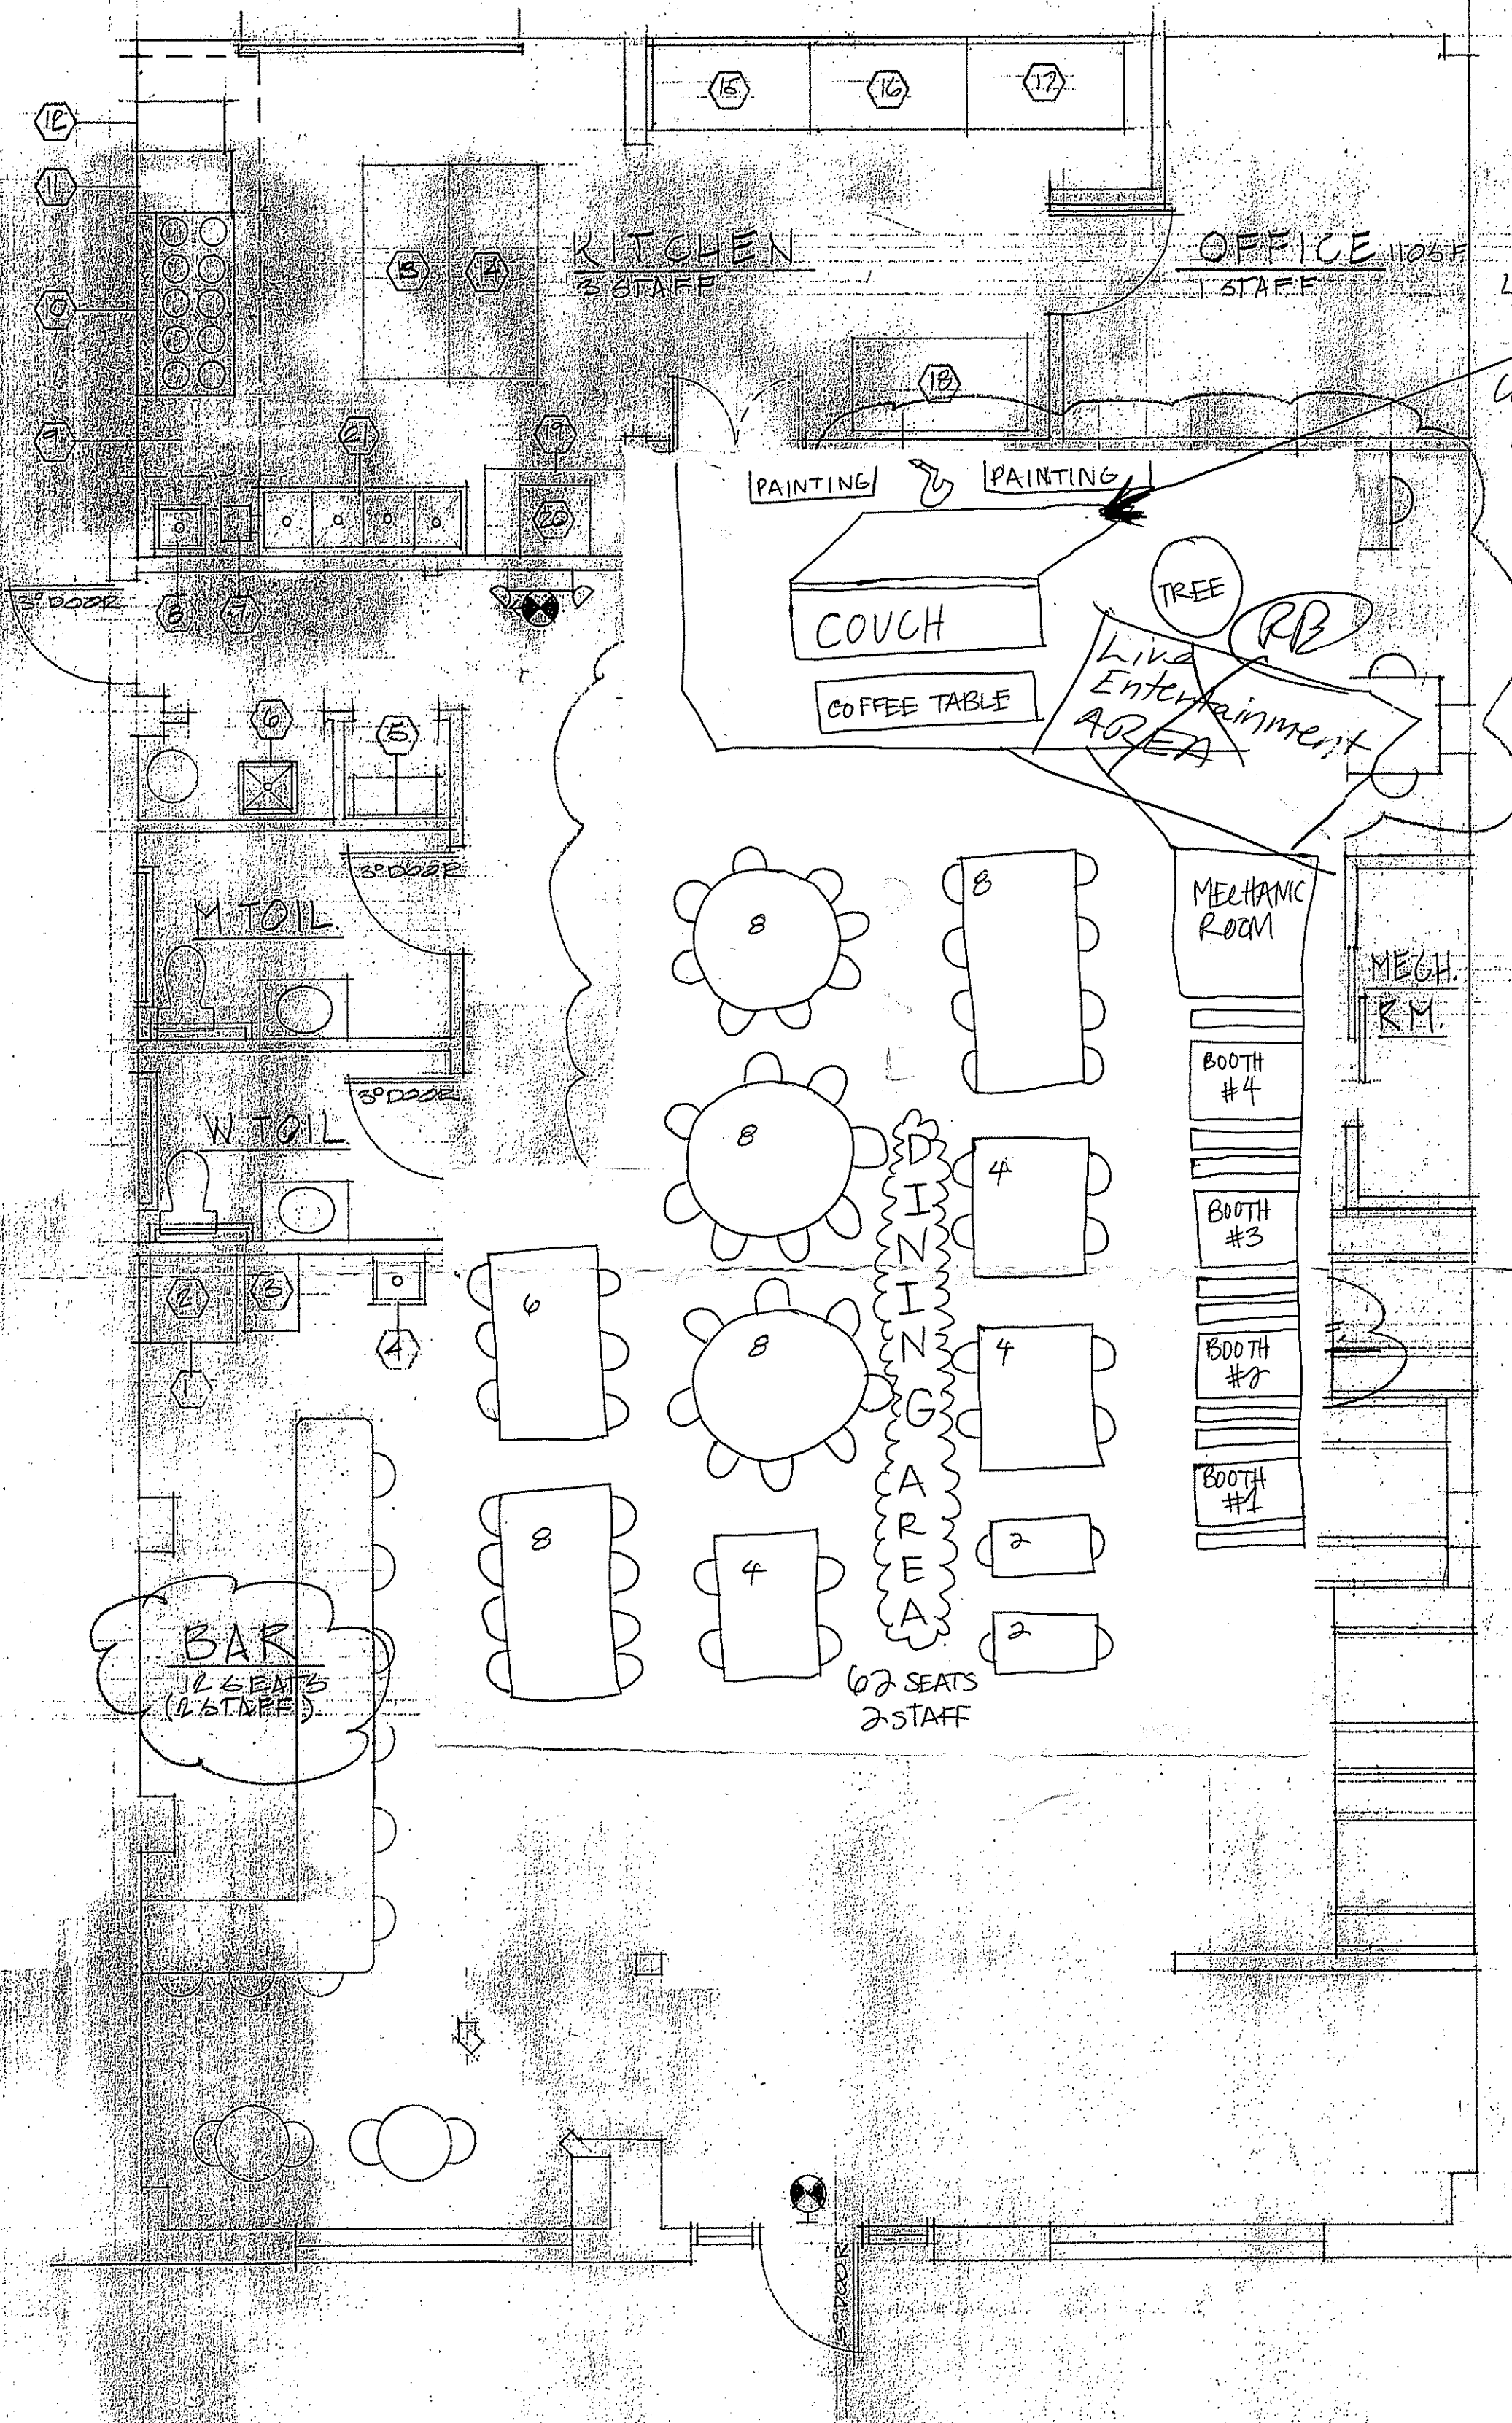 15
16
17
12
11
10
9
13
14
KITCHEN
3 STAFF
OFFICE 110SF
1 STAFF
18
21
19
20
8
7
3° DOOR
PAINTING
PAINTING
COUCH
COFFEE TABLE
TREE
RB
Live
Entertainment
AREA
6
5
3° DOOR
M TOIL.
3° DOOR
W TOIL.
2
3
1
4
8
8
MECHANIC
ROOM
MECH.
RM.
8
4
BOOTH
#4
BOOTH
#3
6
8
4
BOOTH
#2
BOOTH
#1
8
4
2
2
DINING AREA
62 SEATS
2 STAFF
BAR
12 SEATS
(2 STAFF)
3° DOOR